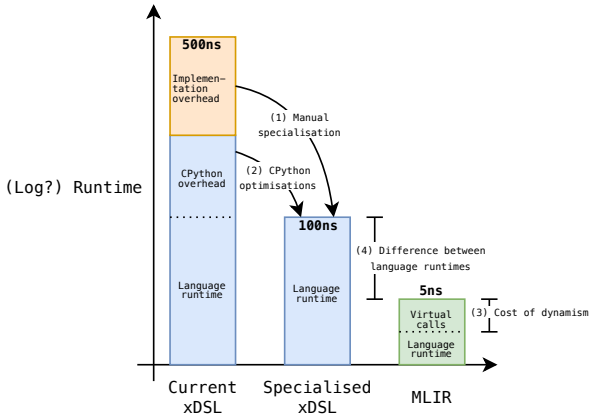 500ns
Implemen-
tation
overhead
(1) Manual
specialisation
CPython
overhead
(2) CPython
optimisations
(Log?) Runtime
100ns
(4) Difference between
language runtimes
Language
runtime
Language
runtime
5ns
Virtual
calls
(3) Cost of dynamism
Language
runtime
Current
xDSL
Specialised
xDSL
MLIR